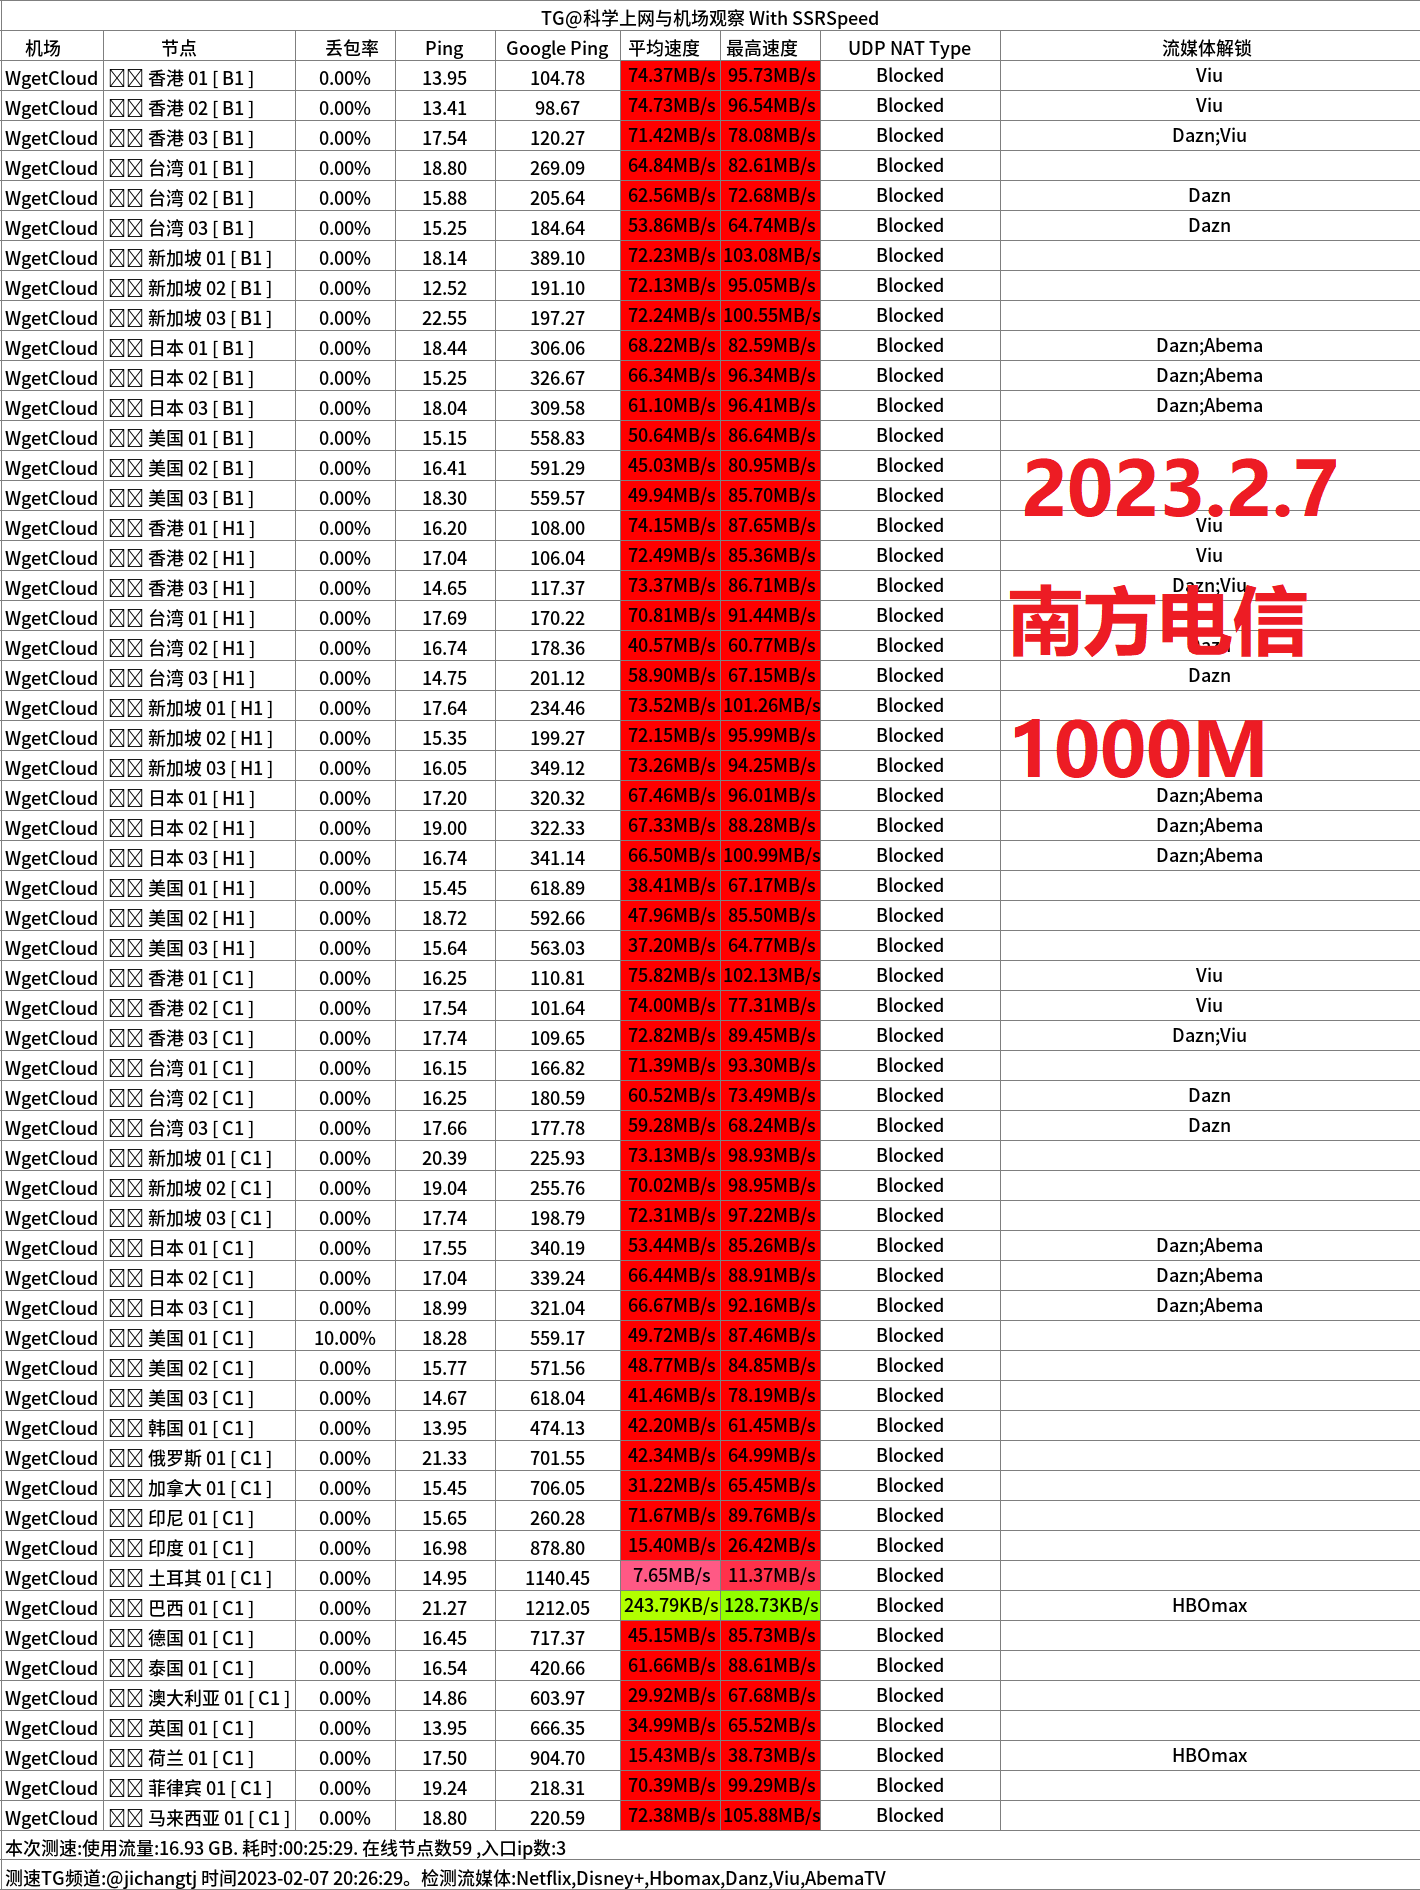 TG@科学上网与机场观察 With SSRSpeed
机场 节点 丢包率 Ping Google Ping 平均速度 最高速度 UDP NAT Type 流媒体解锁
WgetCloud 香港 01 [ B1 ] 0.00% 13.95 104.78 74.37MB/s 95.73MB/s Blocked Viu
WgetCloud 香港 02 [ B1 ] 0.00% 13.41 98.67 74.73MB/s 96.54MB/s Blocked Viu
WgetCloud 香港 03 [ B1 ] 0.00% 17.54 120.27 71.42MB/s 78.08MB/s Blocked Dazn;Viu
WgetCloud 台湾 01 [ B1 ] 0.00% 18.80 269.09 64.84MB/s 82.61MB/s Blocked
WgetCloud 台湾 02 [ B1 ] 0.00% 15.88 205.64 62.56MB/s 72.68MB/s Blocked Dazn
WgetCloud 台湾 03 [ B1 ] 0.00% 15.25 184.64 53.86MB/s 64.74MB/s Blocked Dazn
WgetCloud 新加坡 01 [ B1 ] 0.00% 18.14 389.10 72.23MB/s 103.08MB/s Blocked
WgetCloud 新加坡 02 [ B1 ] 0.00% 12.52 191.10 72.13MB/s 95.05MB/s Blocked
WgetCloud 新加坡 03 [ B1 ] 0.00% 22.55 197.27 72.24MB/s 100.55MB/s Blocked
WgetCloud 日本 01 [ B1 ] 0.00% 18.44 306.06 68.22MB/s 82.59MB/s Blocked Dazn;Abema
WgetCloud 日本 02 [ B1 ] 0.00% 15.25 326.67 66.34MB/s 96.34MB/s Blocked Dazn;Abema
WgetCloud 日本 03 [ B1 ] 0.00% 18.04 309.58 61.10MB/s 96.41MB/s Blocked Dazn;Abema
WgetCloud 美国 01 [ B1 ] 0.00% 15.15 558.83 50.64MB/s 86.64MB/s Blocked
WgetCloud 美国 02 [ B1 ] 0.00% 16.41 591.29 45.03MB/s 80.95MB/s Blocked
WgetCloud 美国 03 [ B1 ] 0.00% 18.30 559.57 49.94MB/s 85.70MB/s Blocked
2023.2.7
WgetCloud 香港 01 [ H1 ] 0.00% 16.20 108.00 74.15MB/s 87.65MB/s Blocked Viu
WgetCloud 香港 02 [ H1 ] 0.00% 17.04 106.04 72.49MB/s 85.36MB/s Blocked Viu
WgetCloud 香港 03 [ H1 ] 0.00% 14.65 117.37 73.37MB/s 86.71MB/s Blocked Dazn;Viu
WgetCloud 台湾 01 [ H1 ] 0.00% 17.69 170.22 70.81MB/s 91.44MB/s Blocked
南方电信
WgetCloud 台湾 02 [ H1 ] 0.00% 16.74 178.36 40.57MB/s 60.77MB/s Blocked Dazn
WgetCloud 台湾 03 [ H1 ] 0.00% 14.75 201.12 58.90MB/s 67.15MB/s Blocked Dazn
WgetCloud 新加坡 01 [ H1 ] 0.00% 17.64 234.46 73.52MB/s 101.26MB/s Blocked
WgetCloud 新加坡 02 [ H1 ] 0.00% 15.35 199.27 72.15MB/s 95.99MB/s Blocked
1000M
WgetCloud 新加坡 03 [ H1 ] 0.00% 16.05 349.12 73.26MB/s 94.25MB/s Blocked
WgetCloud 日本 01 [ H1 ] 0.00% 17.20 320.32 67.46MB/s 96.01MB/s Blocked Dazn;Abema
WgetCloud 日本 02 [ H1 ] 0.00% 19.00 322.33 67.33MB/s 88.28MB/s Blocked Dazn;Abema
WgetCloud 日本 03 [ H1 ] 0.00% 16.74 341.14 66.50MB/s 100.99MB/s Blocked Dazn;Abema
WgetCloud 美国 01 [ H1 ] 0.00% 15.45 618.89 38.41MB/s 67.17MB/s Blocked
WgetCloud 美国 02 [ H1 ] 0.00% 18.72 592.66 47.96MB/s 85.50MB/s Blocked
WgetCloud 美国 03 [ H1 ] 0.00% 15.64 563.03 37.20MB/s 64.77MB/s Blocked
WgetCloud 香港 01 [ C1 ] 0.00% 16.25 110.81 75.82MB/s 102.13MB/s Blocked Viu
WgetCloud 香港 02 [ C1 ] 0.00% 17.54 101.64 74.00MB/s 77.31MB/s Blocked Viu
WgetCloud 香港 03 [ C1 ] 0.00% 17.74 109.65 72.82MB/s 89.45MB/s Blocked Dazn;Viu
WgetCloud 台湾 01 [ C1 ] 0.00% 16.15 166.82 71.39MB/s 93.30MB/s Blocked
WgetCloud 台湾 02 [ C1 ] 0.00% 16.25 180.59 60.52MB/s 73.49MB/s Blocked Dazn
WgetCloud 台湾 03 [ C1 ] 0.00% 17.66 177.78 59.28MB/s 68.24MB/s Blocked Dazn
WgetCloud 新加坡 01 [ C1 ] 0.00% 20.39 225.93 73.13MB/s 98.93MB/s Blocked
WgetCloud 新加坡 02 [ C1 ] 0.00% 19.04 255.76 70.02MB/s 98.95MB/s Blocked
WgetCloud 新加坡 03 [ C1 ] 0.00% 17.74 198.79 72.31MB/s 97.22MB/s Blocked
WgetCloud 日本 01 [ C1 ] 0.00% 17.55 340.19 53.44MB/s 85.26MB/s Blocked Dazn;Abema
WgetCloud 日本 02 [ C1 ] 0.00% 17.04 339.24 66.44MB/s 88.91MB/s Blocked Dazn;Abema
WgetCloud 日本 03 [ C1 ] 0.00% 18.99 321.04 66.67MB/s 92.16MB/s Blocked Dazn;Abema
WgetCloud 美国 01 [ C1 ] 10.00% 18.28 559.17 49.72MB/s 87.46MB/s Blocked
WgetCloud 美国 02 [ C1 ] 0.00% 15.77 571.56 48.77MB/s 84.85MB/s Blocked
WgetCloud 美国 03 [ C1 ] 0.00% 14.67 618.04 41.46MB/s 78.19MB/s Blocked
WgetCloud 韩国 01 [ C1 ] 0.00% 13.95 474.13 42.20MB/s 61.45MB/s Blocked
WgetCloud 俄罗斯 01 [ C1 ] 0.00% 21.33 701.55 42.34MB/s 64.99MB/s Blocked
WgetCloud 加拿大 01 [ C1 ] 0.00% 15.45 706.05 31.22MB/s 65.45MB/s Blocked
WgetCloud 印尼 01 [ C1 ] 0.00% 15.65 260.28 71.67MB/s 89.76MB/s Blocked
WgetCloud 印度 01 [ C1 ] 0.00% 16.98 878.80 15.40MB/s 26.42MB/s Blocked
WgetCloud 土耳其 01 [ C1 ] 0.00% 14.95 1140.45 7.65MB/s 11.37MB/s Blocked
WgetCloud 巴西 01 [ C1 ] 0.00% 21.27 1212.05 243.79KB/s 128.73KB/s Blocked HBOmax
WgetCloud 德国 01 [ C1 ] 0.00% 16.45 717.37 45.15MB/s 85.73MB/s Blocked
WgetCloud 泰国 01 [ C1 ] 0.00% 16.54 420.66 61.66MB/s 88.61MB/s Blocked
WgetCloud 澳大利亚 01 [ C1 ] 0.00% 14.86 603.97 29.92MB/s 67.68MB/s Blocked
WgetCloud 英国 01 [ C1 ] 0.00% 13.95 666.35 34.99MB/s 65.52MB/s Blocked
WgetCloud 荷兰 01 [ C1 ] 0.00% 17.50 904.70 15.43MB/s 38.73MB/s Blocked HBOmax
WgetCloud 菲律宾 01 [ C1 ] 0.00% 19.24 218.31 70.39MB/s 99.29MB/s Blocked
WgetCloud 马来西亚 01 [ C1 ] 0.00% 18.80 220.59 72.38MB/s 105.88MB/s Blocked
本次测速:使用流量:16.93 GB. 耗时:00:25:29. 在线节点数59 ,入口ip数:3
测速TG频道:@jichangtj 时间2023-02-07 20:26:29。检测流媒体:Netflix,Disney+,Hbomax,Danz,Viu,AbemaTV